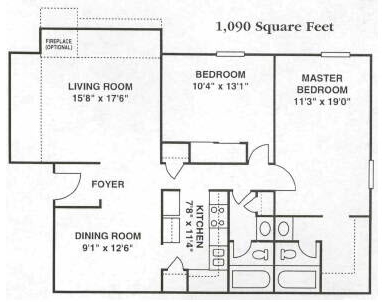 1,090 Square Feet
FIREPLACE
(OPTIONAL)
LIVING ROOM
15'8" x 17'6"
BEDROOM
10'4" x 13'1"
MASTER
BEDROOM
11'3" x 19'0"
FOYER
KITCHEN
7'8" x 11'4"
DINING ROOM
9'1" x 12'6"